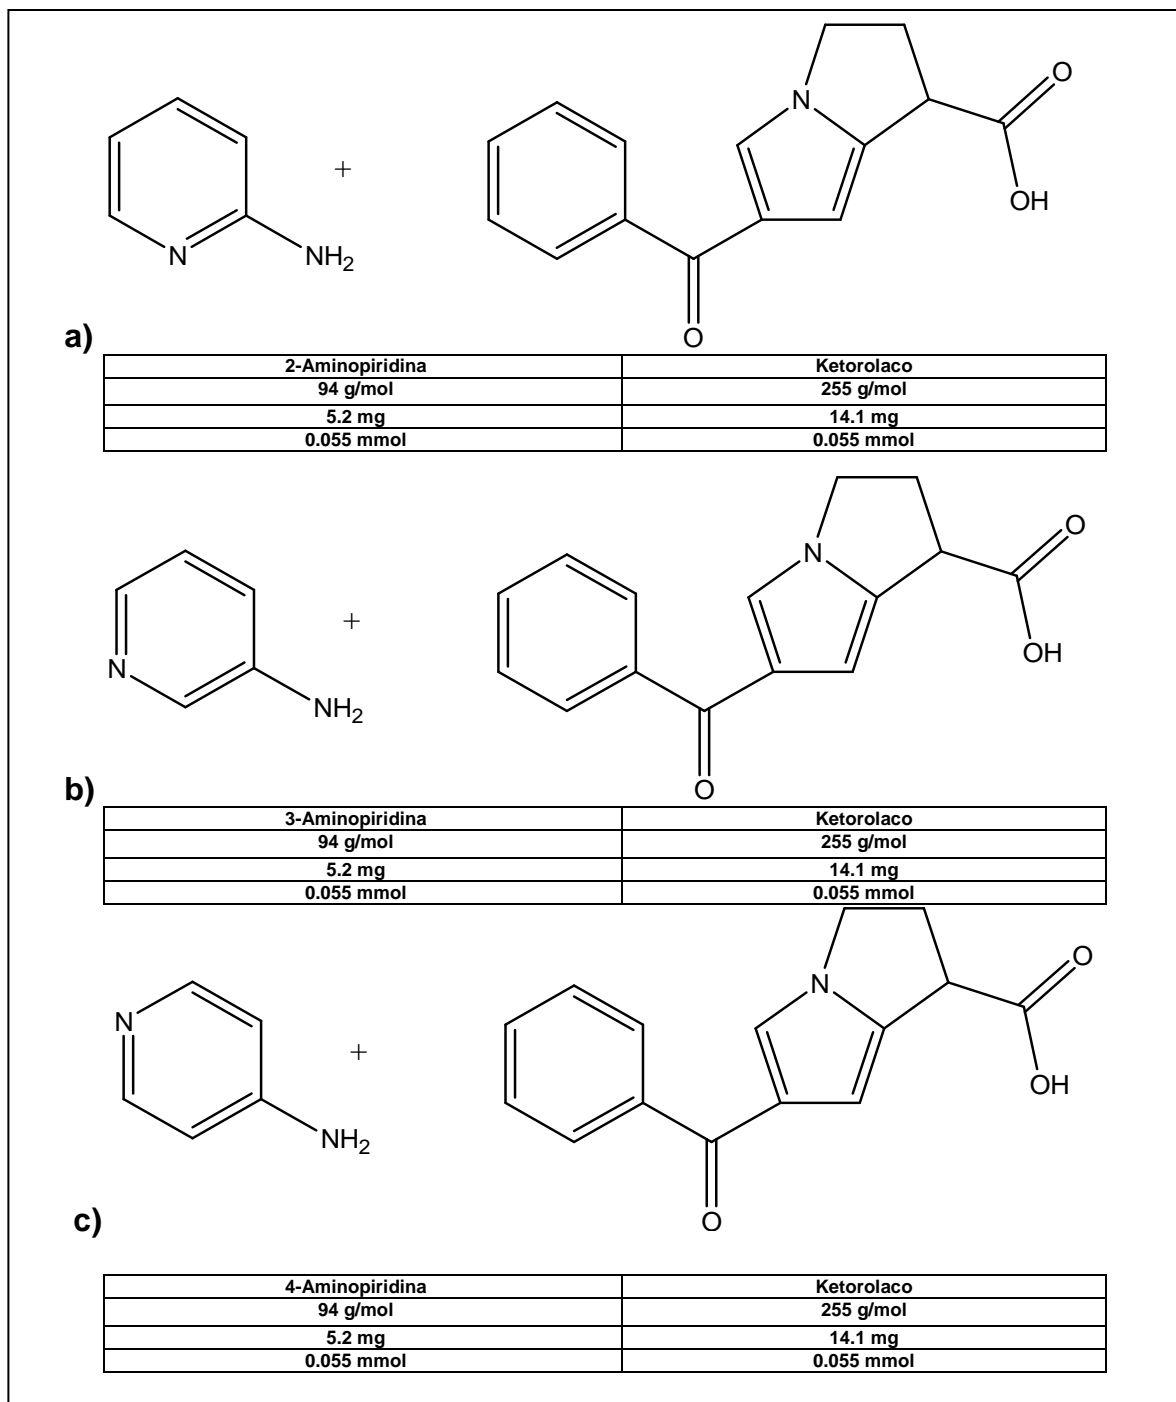 N
NH2
+
N
O
OH
O
a)
2-Aminopiridina Ketorolaco
94 g/mol 255 g/mol
5.2 mg 14.1 mg
0.055 mmol 0.055 mmol
N
NH2
+
N
O
OH
O
b)
3-Aminopiridina Ketorolaco
94 g/mol 255 g/mol
5.2 mg 14.1 mg
0.055 mmol 0.055 mmol
N
NH2
+
N
O
OH
O
c)
4-Aminopiridina Ketorolaco
94 g/mol 255 g/mol
5.2 mg 14.1 mg
0.055 mmol 0.055 mmol